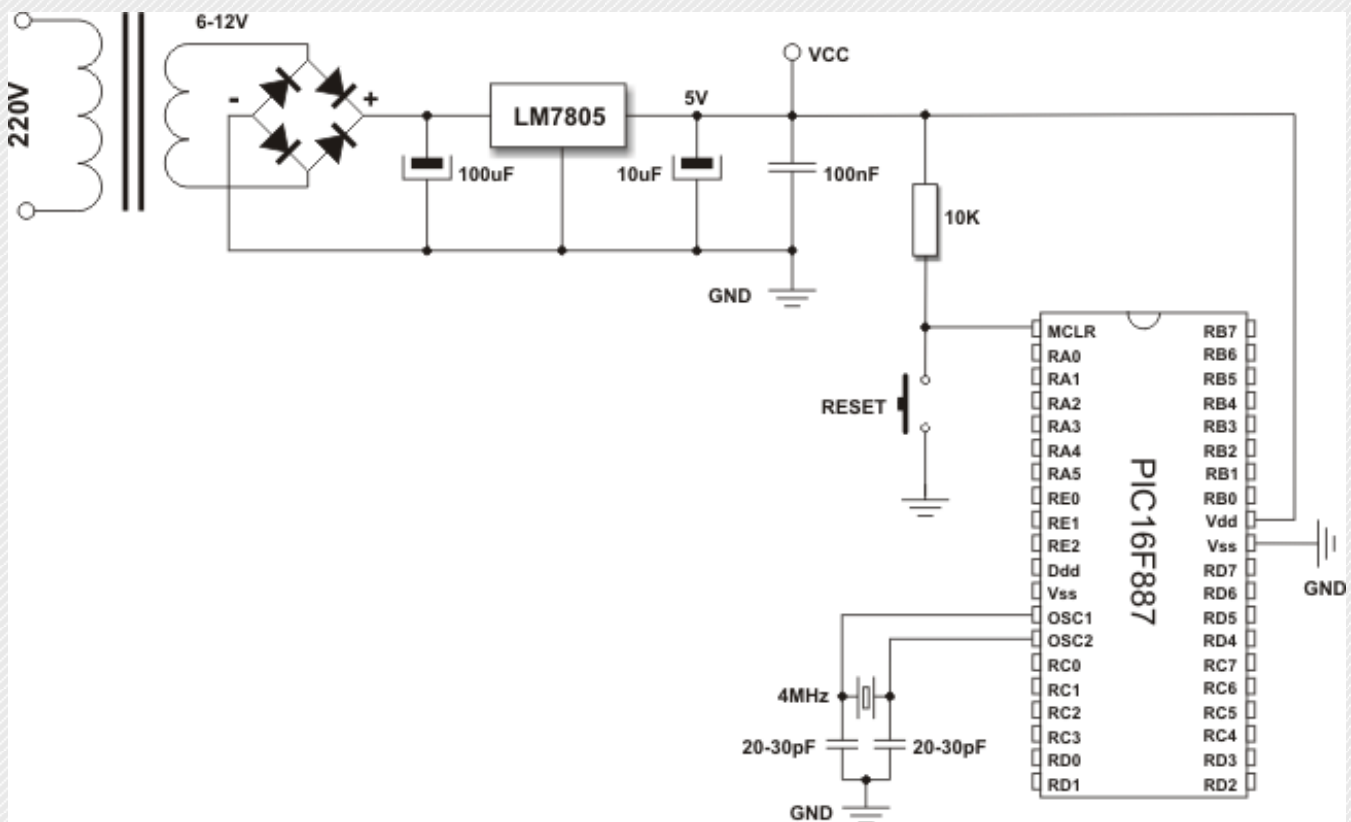 6-12V
220V
-
+
LM7805
5V
VCC
100uF
10uF
100nF
10K
GND
RESET
MCLR
RA0
RA1
RA2
RA3
RA4
RA5
RE0
RE1
RE2
Ddd
Vss
OSC1
OSC2
RC0
RC1
RC2
RC3
RD0
RD1
PIC16F887
RB7
RB6
RB5
RB4
RB3
RB2
RB1
RB0
Vdd
Vss
RD7
RD6
RD5
RD4
RC7
RC6
RC5
RC4
RD3
RD2
GND
4MHz
20-30pF
20-30pF
GND